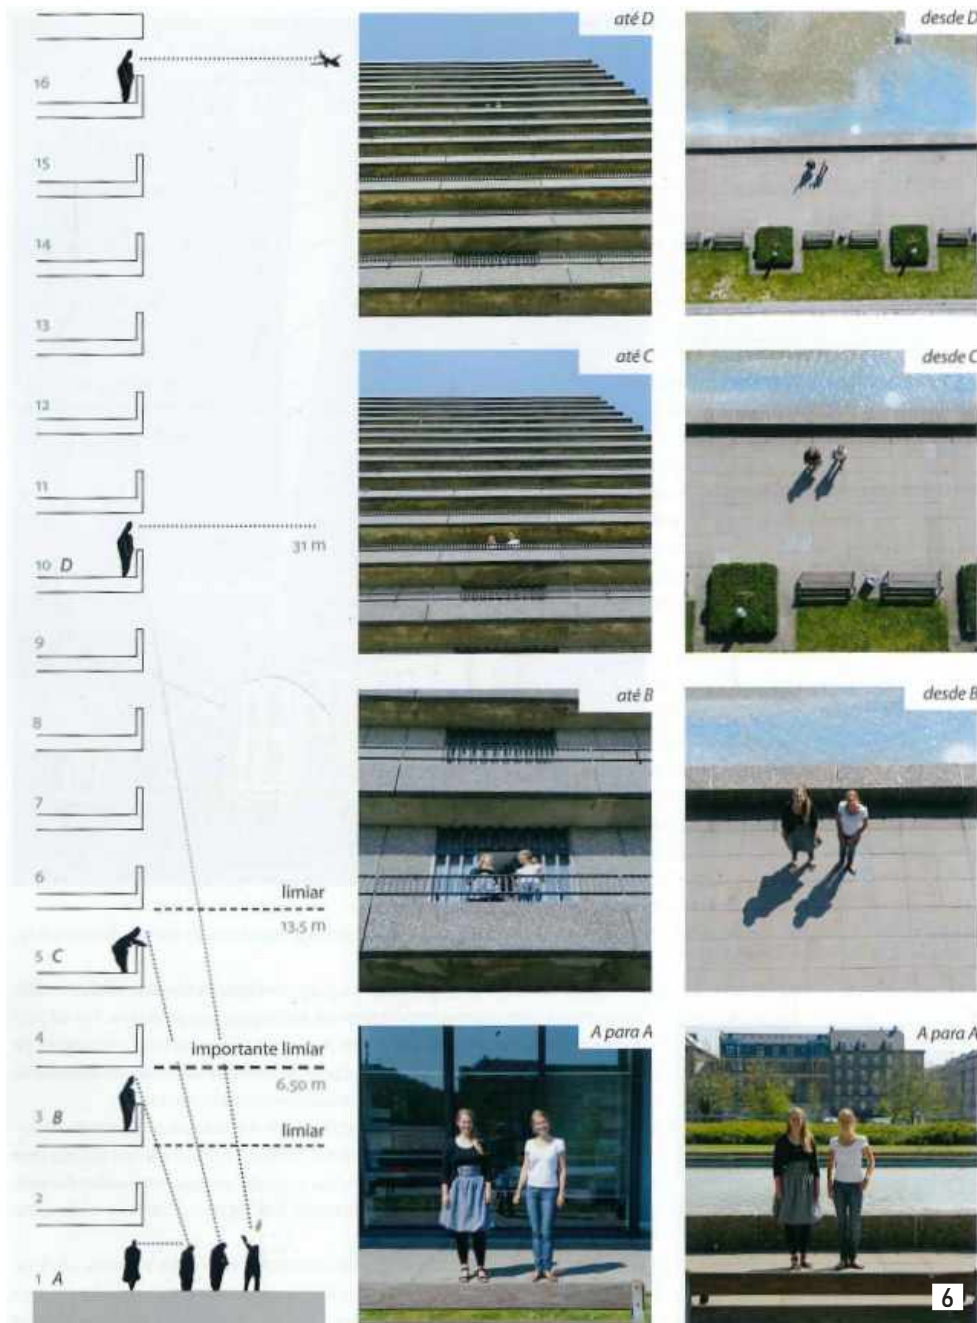 até D
desde D
16
15
14
13
12
11
31 m
10 D
9
até C
desde C
8
7
6
limiar
13.5 m
5 C
até B
desde B
4
importante limiar
6.50 m
3 B
limiar
2
1 A
A para A
A para A
6